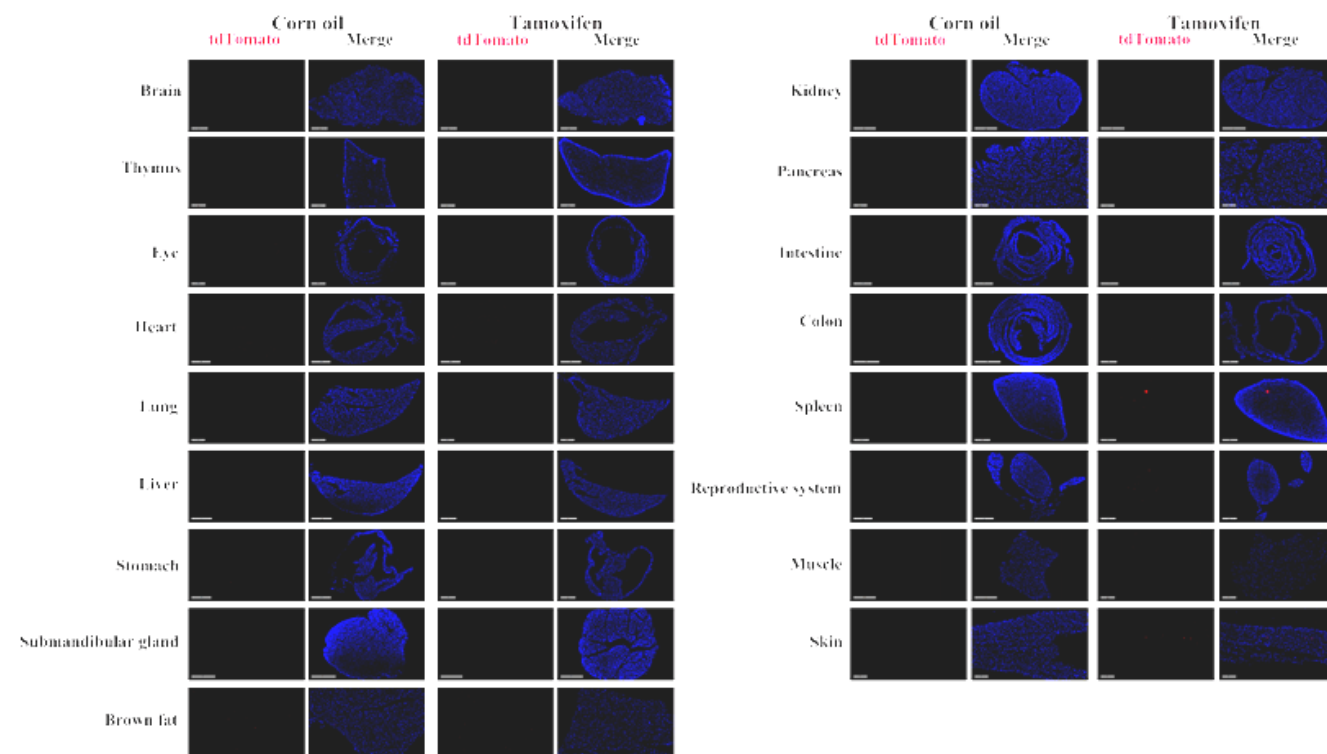 Corn oil Tamoxifen Corn oil Tamoxifen
tdTomato Merge tdTomato Merge tdTomato Merge tdTomato Merge
Brain Kidney
Thymus Pancreas
Eye Intestine
Heart Colon
Lung Spleen
Liver Reproductive system
Stomach Muscle
Submandibular gland Skin
Brown fat